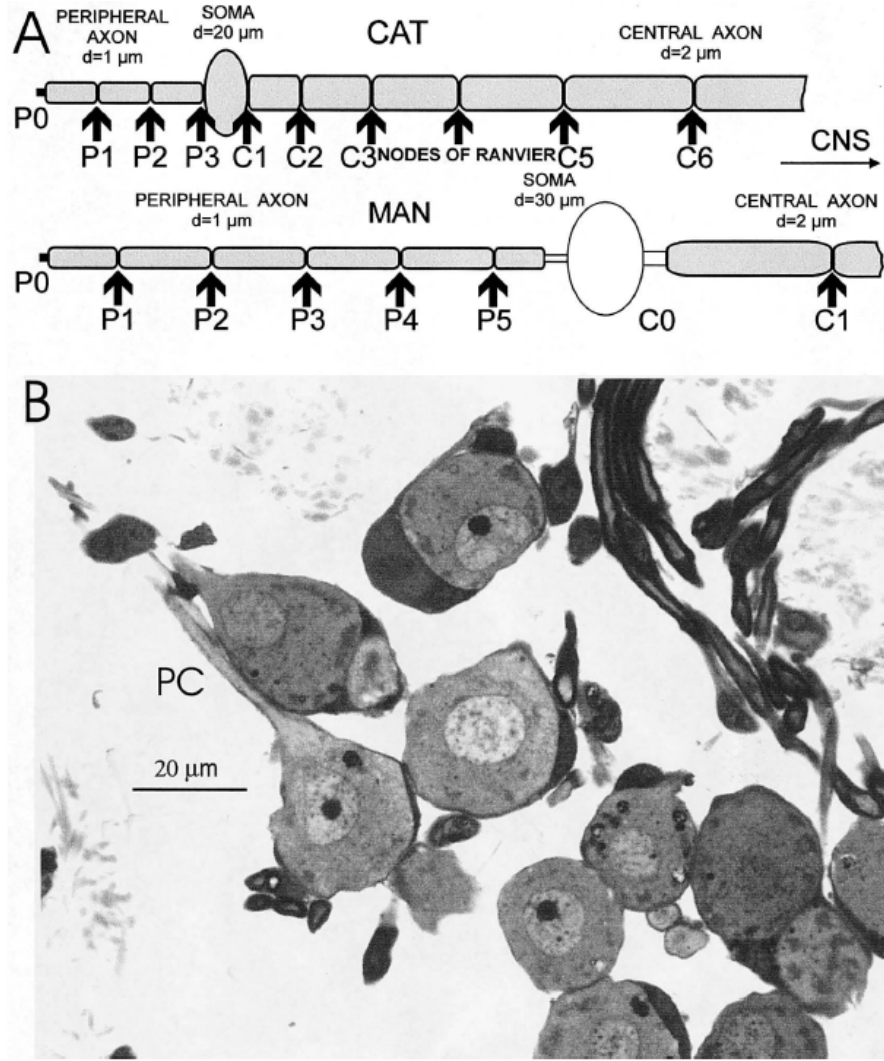 A
PERIPHERAL
AXON
d=1 µm
SOMA
d=20 µm
CAT
CENTRAL AXON
d=2 µm
P0
P1
P2
P3
C1
C2
C3
NODES OF RANVIER
C5
C6
CNS
PERIPHERAL AXON
d=1 µm
MAN
SOMA
d=30 µm
CENTRAL AXON
d=2 µm
P0
P1
P2
P3
P4
P5
C0
C1
B
PC
20 µm